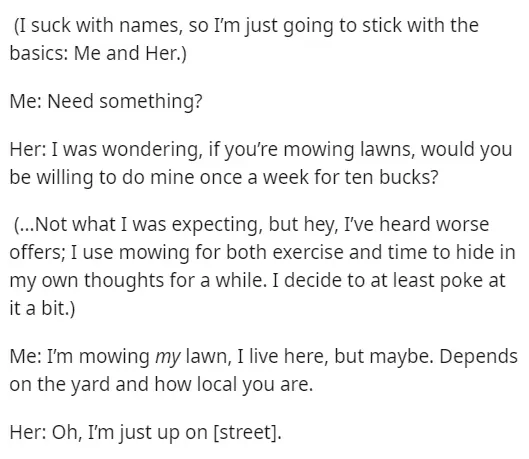 (I suck with names, so I’m just going to stick with the
basics: Me and Her.)
Me: Need something?
Her: I was wondering, if you’re mowing lawns, would you
be willing to do mine once a week for ten bucks?
(...Not what I was expecting, but hey, I’ve heard worse
offers; I use mowing for both exercise and time to hide in
my own thoughts for a while. I decide to at least poke at
it a bit.)
Me: I’m mowing my lawn, I live here, but maybe. Depends
on the yard and how local you are.
Her: Oh, I’m just up on [street].